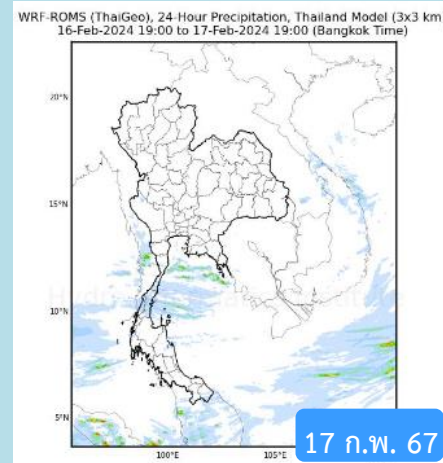 WRF-ROMS (ThaiGeo), 24-Hour Precipitation, Thailand Model (3x3 km
16-Feb-2024 19:00 to 17-Feb-2024 19:00 (Bangkok Time)
20°N
15°N
10°N
5°N
100°E
105°E
17 ก.พ. 67